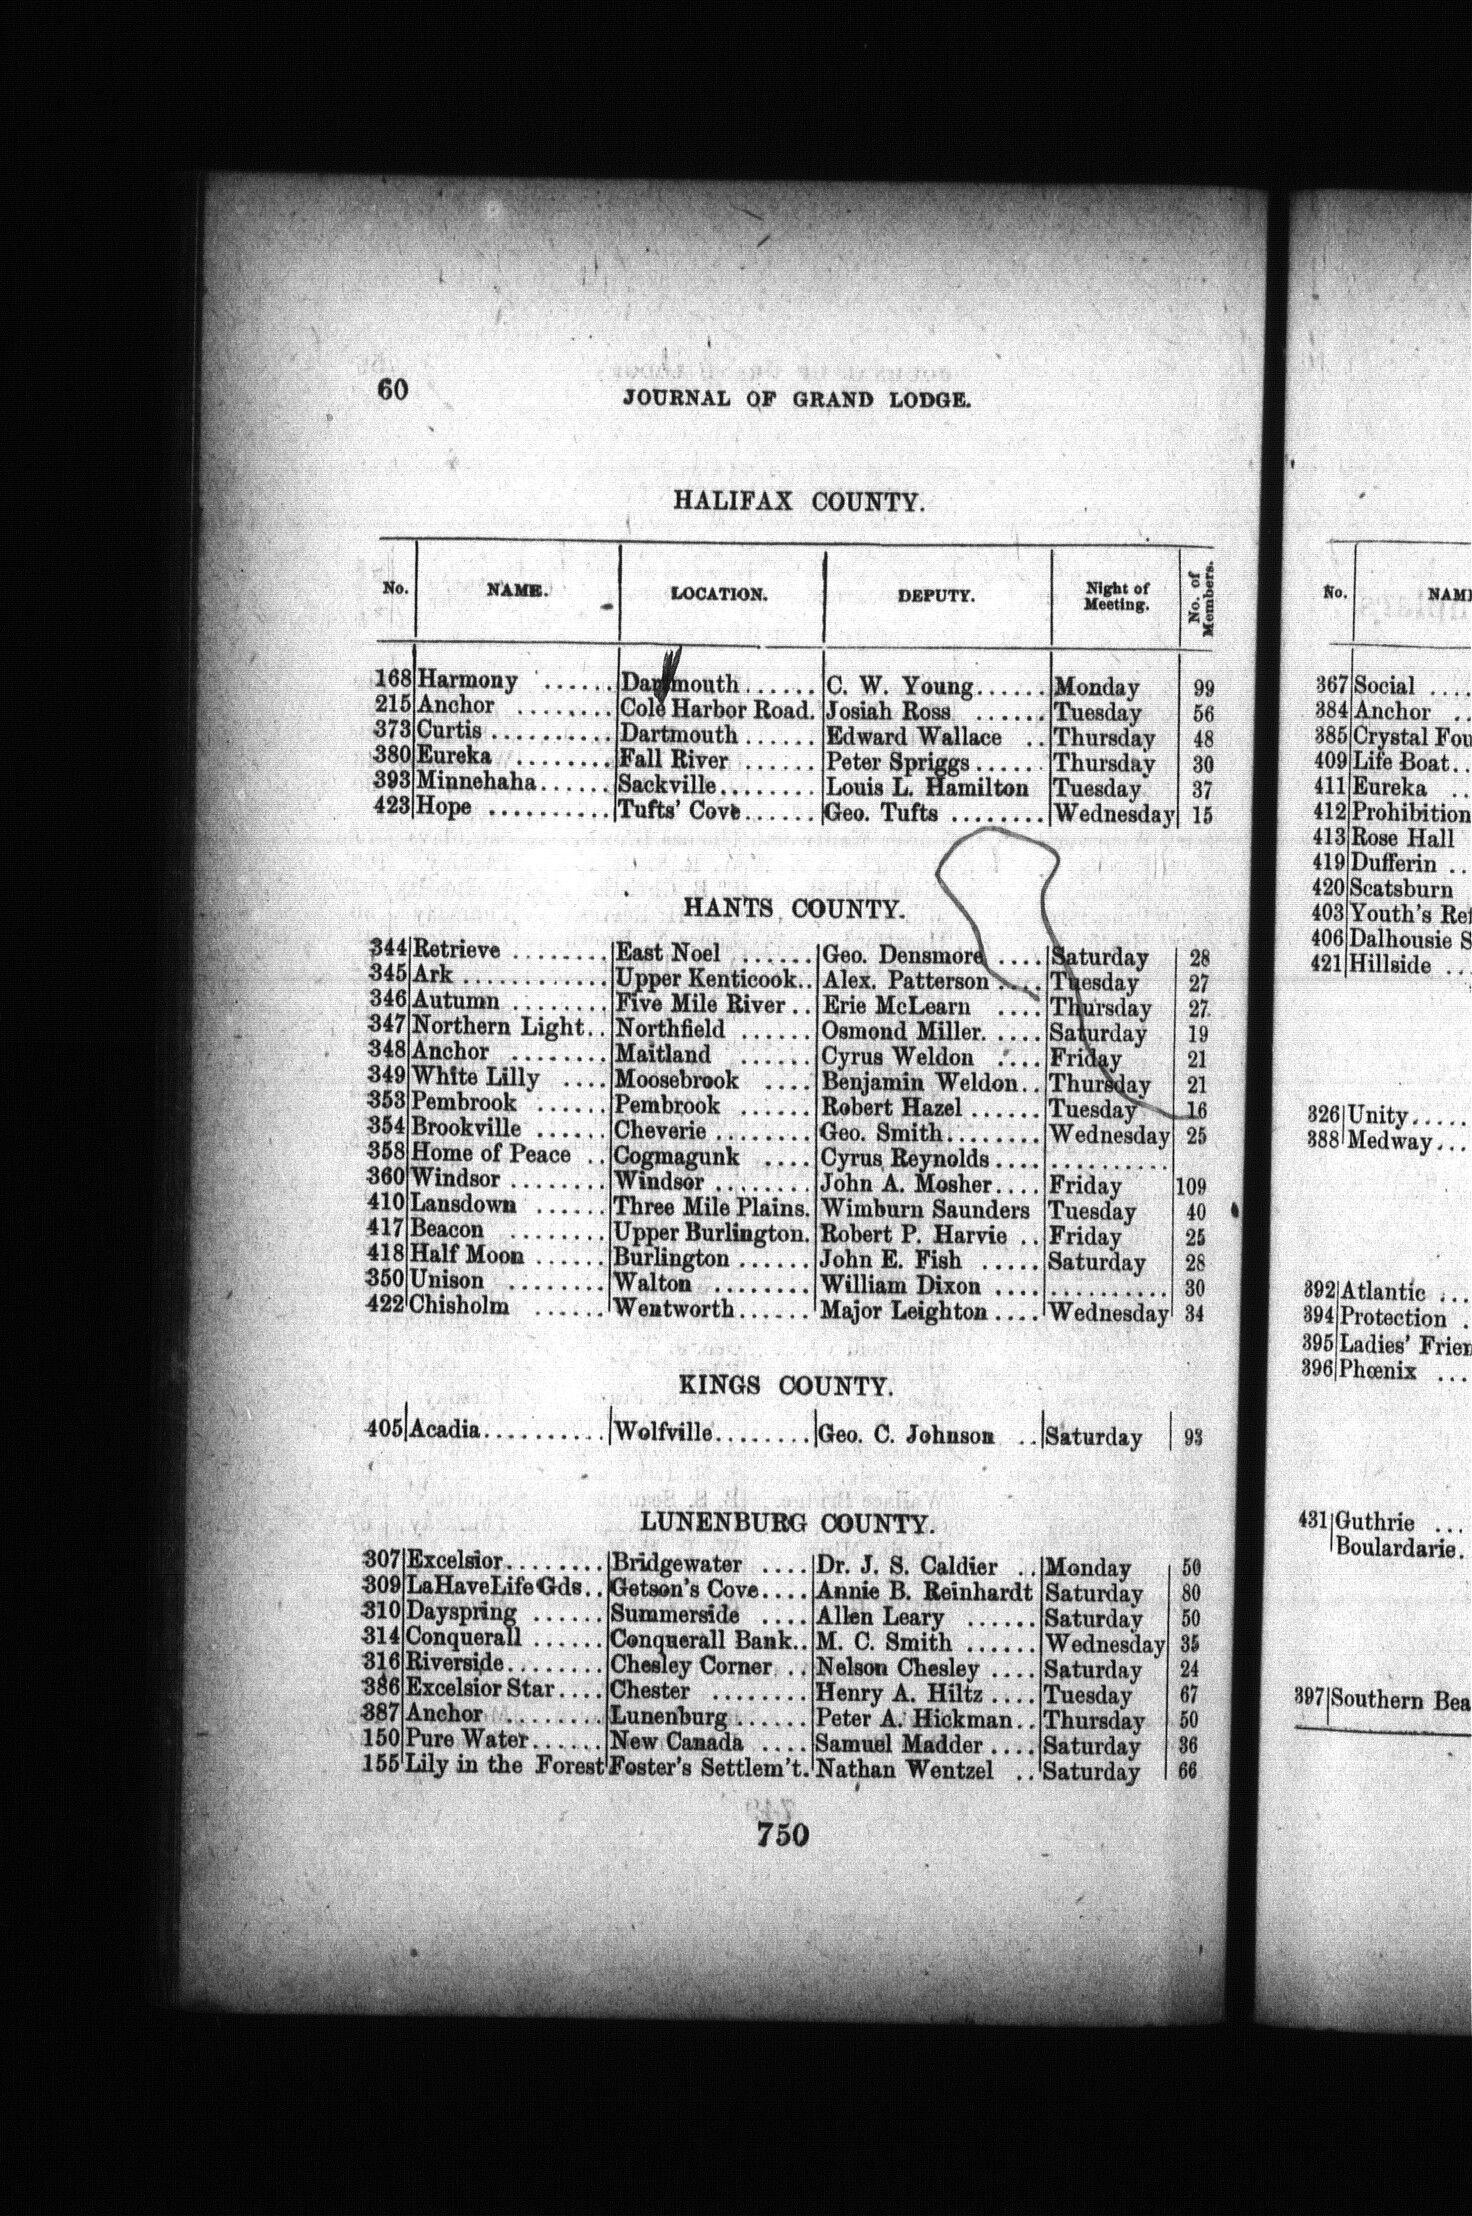 60
JOURNAL OF GRAND LODGE.
HALIFAX COUNTY.
No. NAME. LOCATION. DEPUTY. Night of Meeting. No. of Members.
168 Harmony ...... Dartmouth ...... C. W. Young...... Monday 99
215 Anchor ........ Cole Harbor Road. Josiah Ross ...... Tuesday 56
373 Curtis .......... Dartmouth ...... Edward Wallace .. Thursday 48
380 Eureka ........ Fall River ...... Peter Spriggs...... Thursday 30
393 Minnehaha...... Sackville........ Louis L. Hamilton Tuesday 37
423 Hope .......... Tufts' Cove...... Geo. Tufts ........ Wednesday 15
HANTS COUNTY.
344 Retrieve ........ East Noel ...... Geo. Densmore .... Saturday 28
345 Ark ............ Upper Kenticook.. Alex. Patterson .... Tuesday 27
346 Autumn ........ Five Mile River .. Erie McLearn .... Thursday 27
347 Northern Light.. Northfield ...... Osmond Miller..... Saturday 19
348 Anchor ........ Maitland ...... Cyrus Weldon .... Friday 21
349 White Lilly .... Moosebrook .... Benjamin Weldon.. Thursday 21
353 Pembrook ...... Pembrook ...... Robert Hazel ...... Tuesday 16
354 Brookville ...... Cheverie ........ Geo. Smith........ Wednesday 25
358 Home of Peace .. Cogmagunk .... Cyrus Reynolds .... ..........
360 Windsor ........ Windsor ........ John A. Mosher.... Friday 109
410 Lansdown ...... Three Mile Plains. Wimburn Saunders Tuesday 40
417 Beacon ........ Upper Burlington. Robert P. Harvie .. Friday 25
418 Half Moon ...... Burlington ...... John E. Fish ..... Saturday 28
350 Unison ........ Walton ........ William Dixon .... .......... 30
422 Chisholm ...... Wentworth...... Major Leighton .... Wednesday 34
KINGS COUNTY.
405 Acadia.......... Wolfville........ Geo. C. Johnson .. Saturday 93
LUNENBURG COUNTY.
307 Excelsior........ Bridgewater .... Dr. J. S. Caldier .. Monday 50
309 LaHave Life Gds.. Getson's Cove.... Annie B. Reinhardt Saturday 80
310 Dayspring ...... Summerside .... Allen Leary ...... Saturday 50
314 Conquerall ...... Conquerall Bank.. M. C. Smith ...... Wednesday 35
316 Riverside........ Chesley Corner .. Nelson Chesley .... Saturday 24
386 Excelsior Star.... Chester ........ Henry A. Hiltz .... Tuesday 67
387 Anchor ........ Lunenburg ...... Peter A. Hickman.. Thursday 50
150 Pure Water...... New Canada .... Samuel Madder .... Saturday 36
155 Lily in the Forest Foster's Settlem't. Nathan Wentzel .. Saturday 66
750
No. NAM
367 Social ....
384 Anchor ..
385 Crystal Fou
409 Life Boat..
411 Eureka ..
412 Prohibition
413 Rose Hall
419 Dufferin ..
420 Scatsburn
403 Youth's Ref
406 Dalhousie S
421 Hillside ...
326 Unity.....
388 Medway...
392 Atlantic ...
394 Protection .
395 Ladies' Frien
396 Phœnix ...
431 Guthrie ...
Boulardarie.
397 Southern Bea